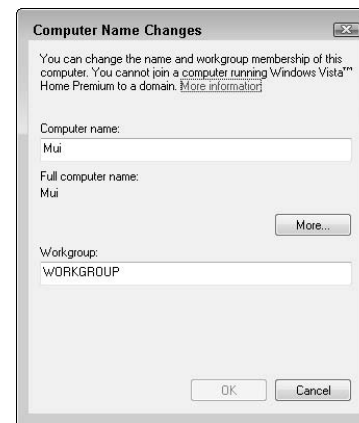 Computer Name Changes
You can change the name and workgroup membership of this
computer. You cannot join a computer running Windows Vista™
Home Premium to a domain. More information
Computer name:
Mui
Full computer name:
Mui
More...
Workgroup:
WORKGROUP
OK Cancel